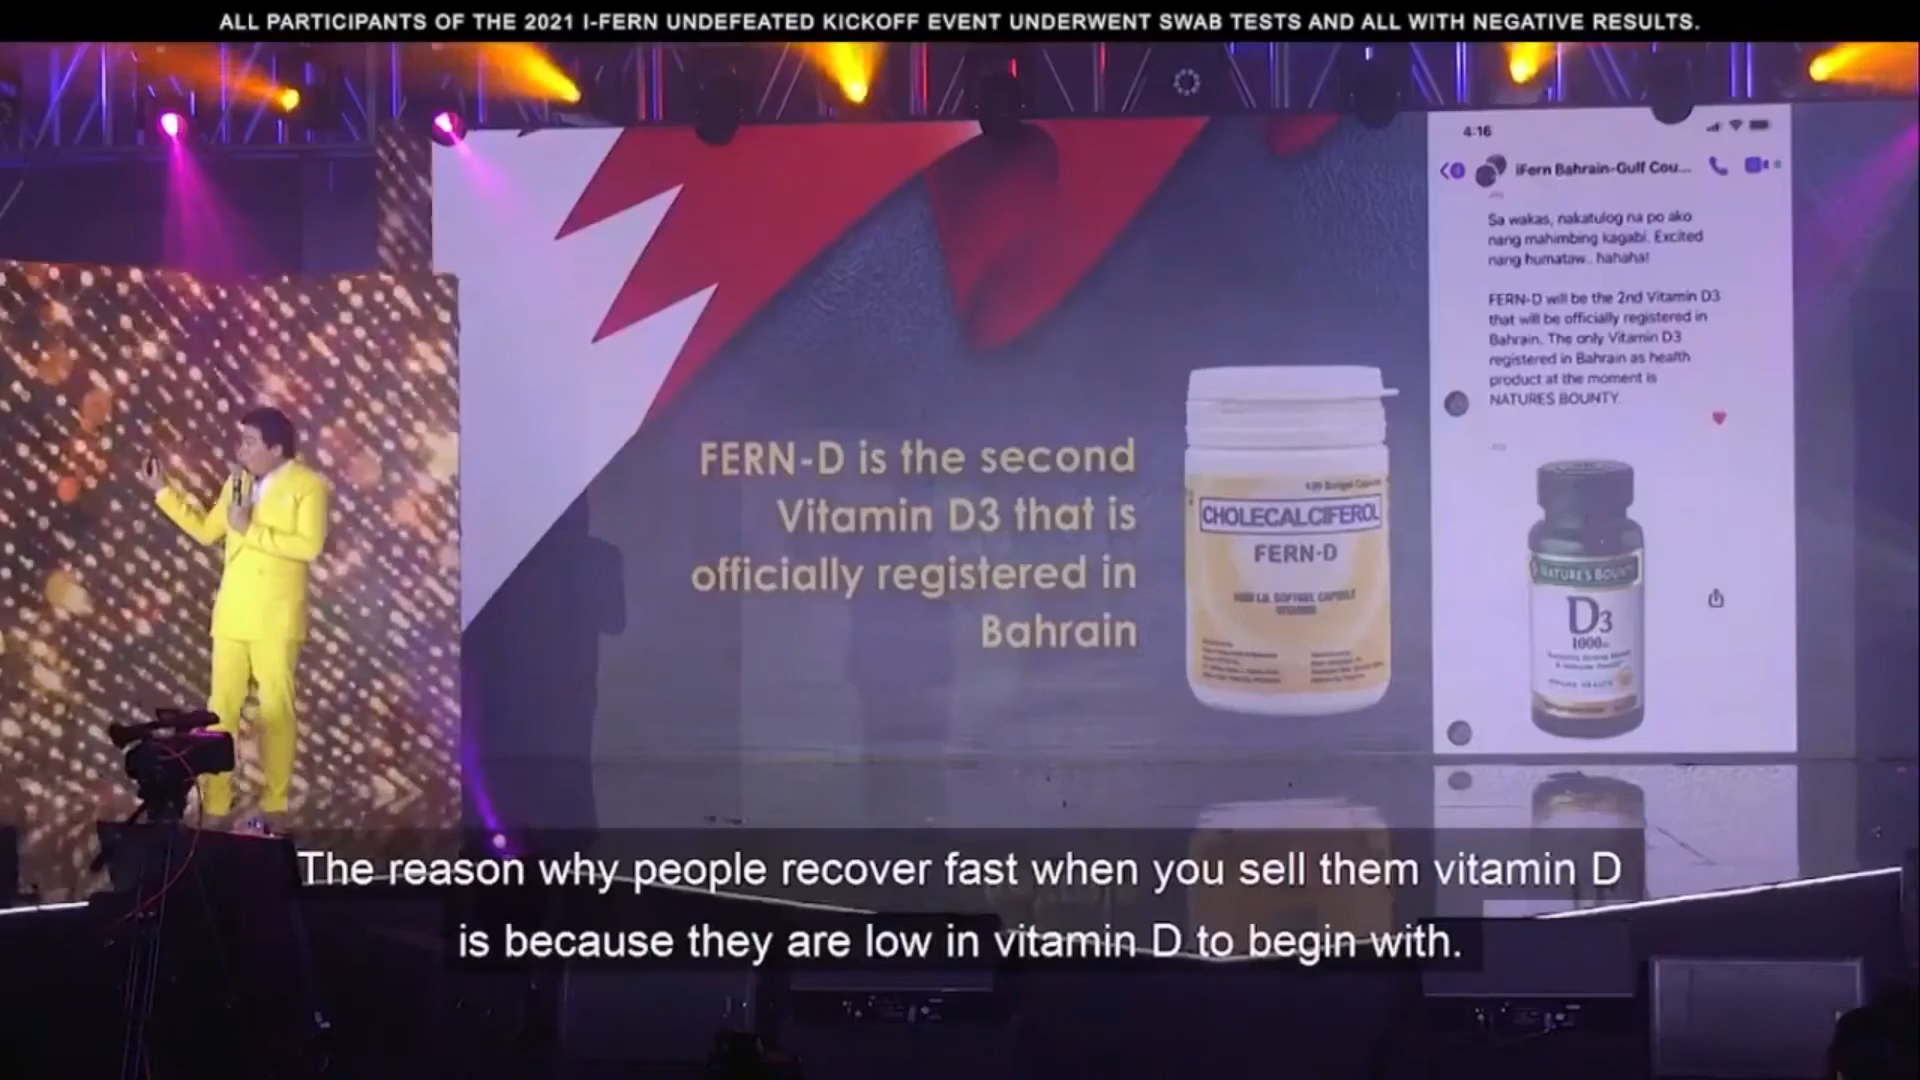 ALL PARTICIPANTS OF THE 2021 I-FERN UNDEFEATED KICKOFF EVENT UNDERWENT SWAB TESTS AND ALL WITH NEGATIVE RESULTS.
4:16
iFern Bahrain-Gulf Cou...
Sa wakas, nakatulog na po ako
nang mahimbing kagabi. Excited
nang humataw.. hahaha!
FERN-D will be the 2nd Vitamin D3
that will be officially registered in
Bahrain. The only Vitamin D3
registered in Bahrain as health
product at the moment is
NATURES BOUNTY.
FERN-D is the second
Vitamin D3 that is
officially registered in
Bahrain
CHOLECALCIFEROL
FERN-D
SOFTGEL CAPSULE
NATURE'S BOUNTY
D3
1000
The reason why people recover fast when you sell them vitamin D
is because they are low in vitamin D to begin with.